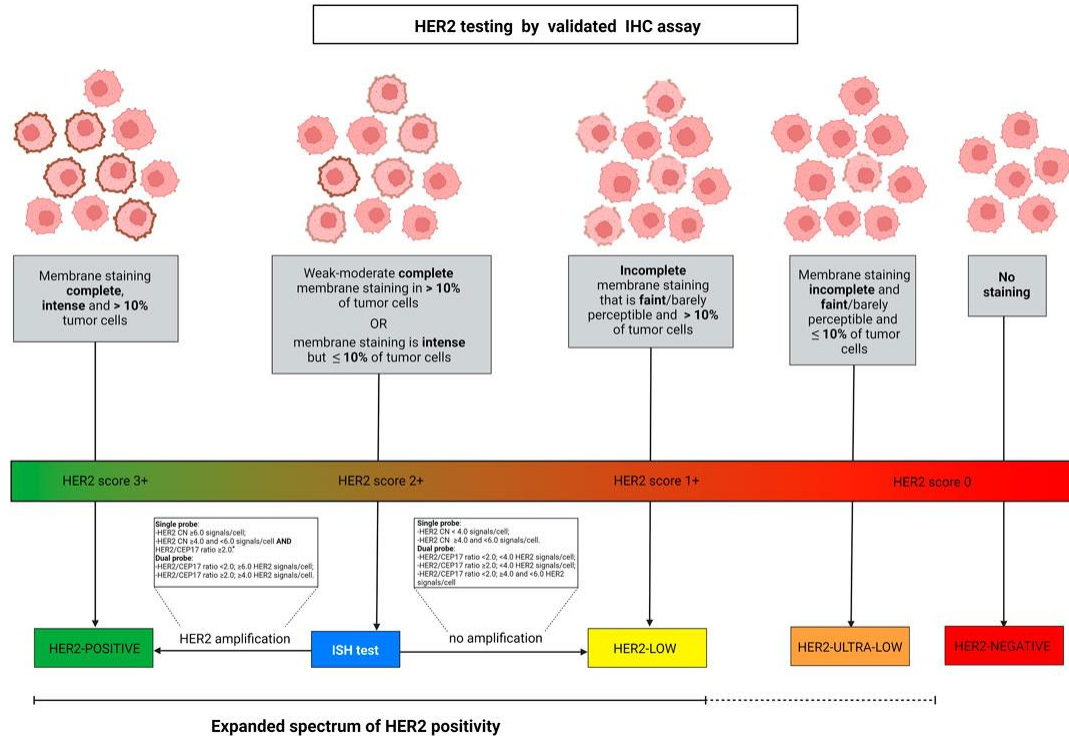 HER2 testing by validated IHC assay
Membrane staining
complete,
intense and > 10%
tumor cells
Weak-moderate complete
membrane staining in > 10%
of tumor cells
OR
membrane staining is intense
but ≤ 10% of tumor cells
Incomplete
membrane staining
that is faint/barely
perceptible and > 10%
of tumor cells
Membrane staining
incomplete and
faint/barely
perceptible and
≤ 10% of tumor
cells
No
staining
HER2 score 3+
HER2 score 2+
HER2 score 1+
HER2 score 0
Single probe:
-HER2 CN ≥6.0 signals/cell;
-HER2 CN ≥4.0 and <6.0 signals/cell AND
HER2/CEP17 ratio ≥2.0*
Dual probe:
-HER2/CEP17 ratio <2.0; ≥6.0 HER2 signals/cell;
-HER2/CEP17 ratio ≥2.0; ≥4.0 HER2 signals/cell.
Single probe:
-HER2 CN < 4.0 signals/cell;
-HER2 CN ≥4.0 and <6.0 signals/cell.
Dual probe:
-HER2/CEP17 ratio <2.0; <4.0 HER2 signals/cell;
-HER2/CEP17 ratio ≥2.0; <4.0 HER2 signals/cell;
-HER2/CEP17 ratio <2.0; ≥4.0 and <6.0 HER2
signals/cell
HER2-POSITIVE
HER2 amplification
ISH test
no amplification
HER2-LOW
HER2-ULTRA-LOW
HER2-NEGATIVE
Expanded spectrum of HER2 positivity